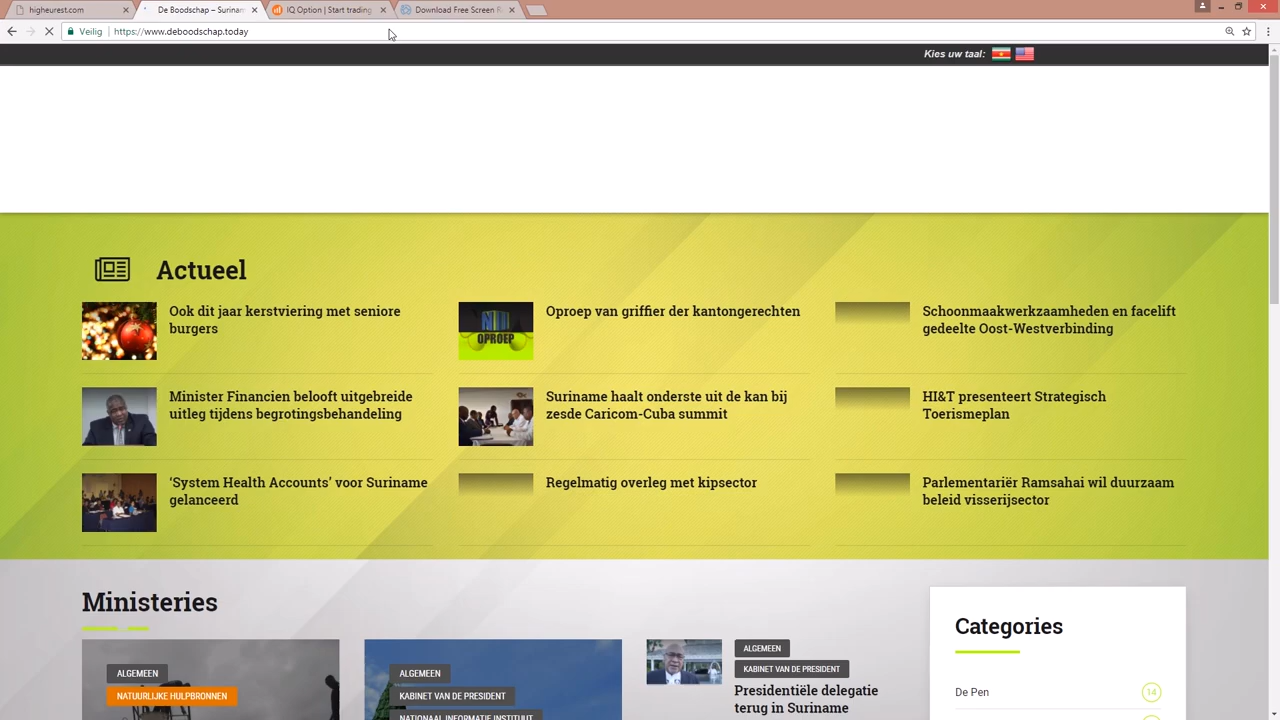 higheurest.com
De Boodschap – Surinam
IQ Option | Start trading
Download Free Screen R
Veilig
https://www.deboodschap.today
Kies uw taal:
Actueel
Ook dit jaar kerstviering met seniore
burgers
OPROEP
Oproep van griffier der kantongerechten
Schoonmaakwerkzaamheden en facelift
gedeelte Oost-Westverbinding
Minister Financien belooft uitgebreide
uitleg tijdens begrotingsbehandeling
Suriname haalt onderste uit de kan bij
zesde Caricom-Cuba summit
HI&T presenteert Strategisch
Toerismeplan
‘System Health Accounts’ voor Suriname
gelanceerd
Regelmatig overleg met kipsector
Parlementariër Ramsahai wil duurzaam
beleid visserijsector
Ministeries
ALGEMEEN
NATUURLIJKE HULPBRONNEN
ALGEMEEN
KABINET VAN DE PRESIDENT
NATIONAAL INFORMATIE INSTITUUT
ALGEMEEN
KABINET VAN DE PRESIDENT
Presidentiële delegatie
terug in Suriname
Categories
De Pen
14